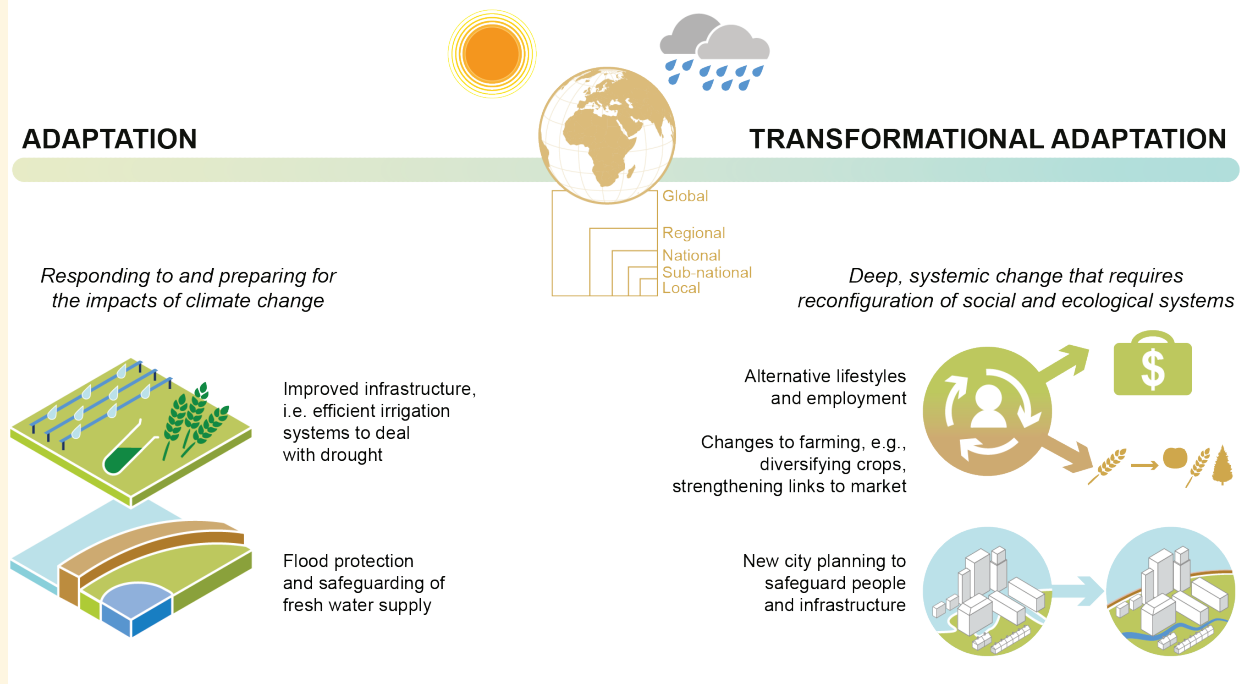 ADAPTATION
TRANSFORMATIONAL ADAPTATION
Global
Regional
National
Sub-national
Local
Responding to and preparing for
the impacts of climate change
Deep, systemic change that requires
reconfiguration of social and ecological systems
Improved infrastructure,
i.e. efficient irrigation
systems to deal
with drought
Flood protection
and safeguarding of
fresh water supply
Alternative lifestyles
and employment
$
Changes to farming, e.g.,
diversifying crops,
strengthening links to market
New city planning to
safeguard people
and infrastructure